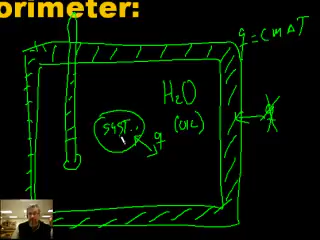 orimeter:
q = C m ΔT
H₂O
(OIL)
SYST..
q